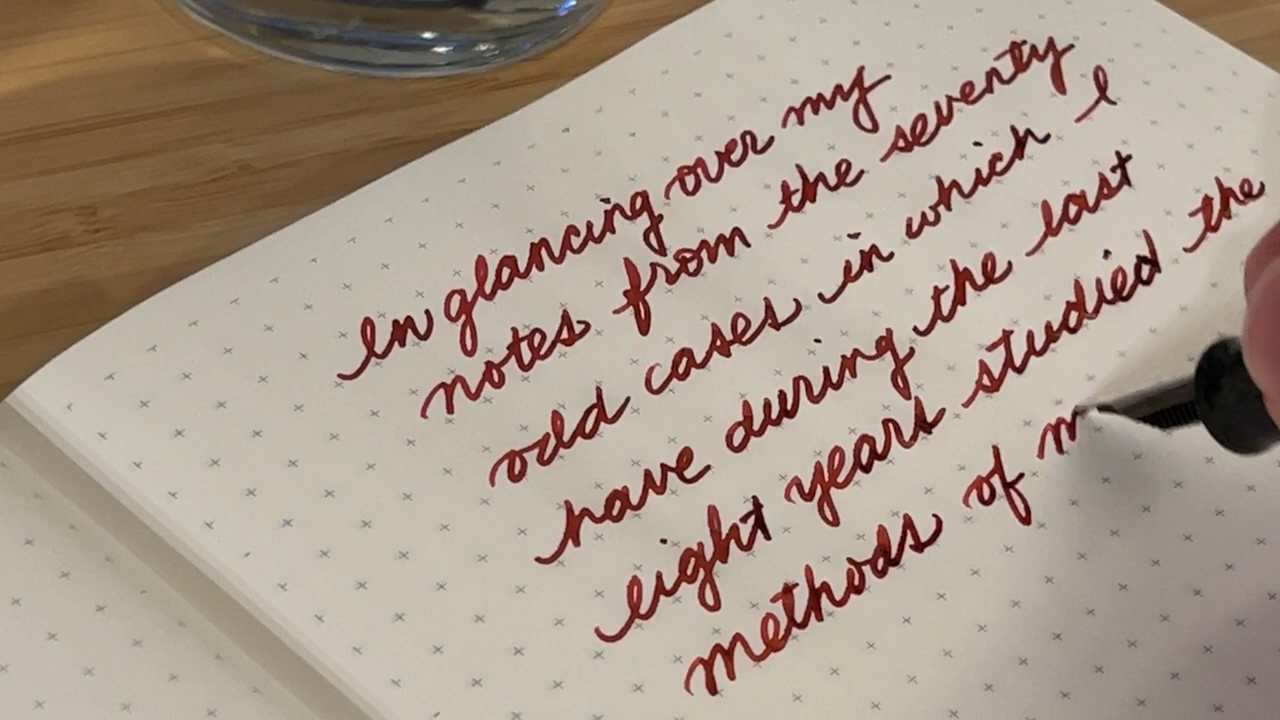 In glancing over my
notes from the seventy
odd cases in which I
have during the last
eight years studied the
methods of m